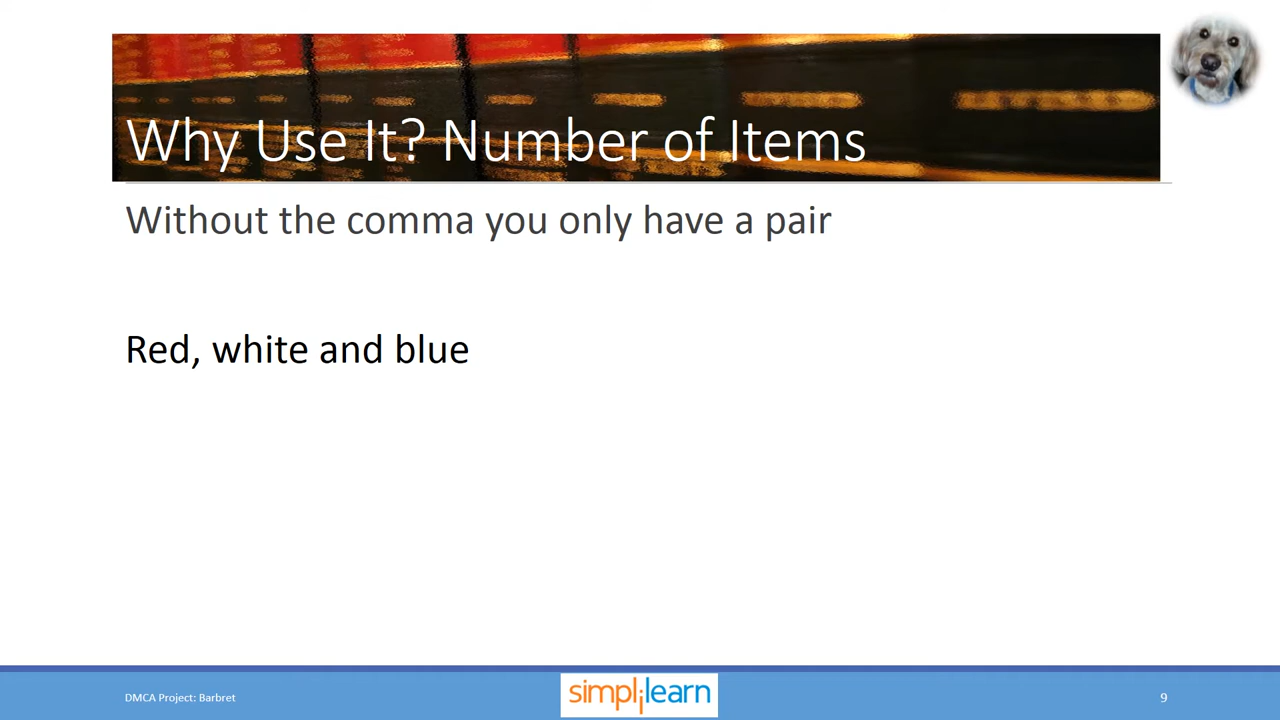 Why Use It? Number of Items
Without the comma you only have a pair
Red, white and blue
DMCA Project: Barbret
simplilearn
9